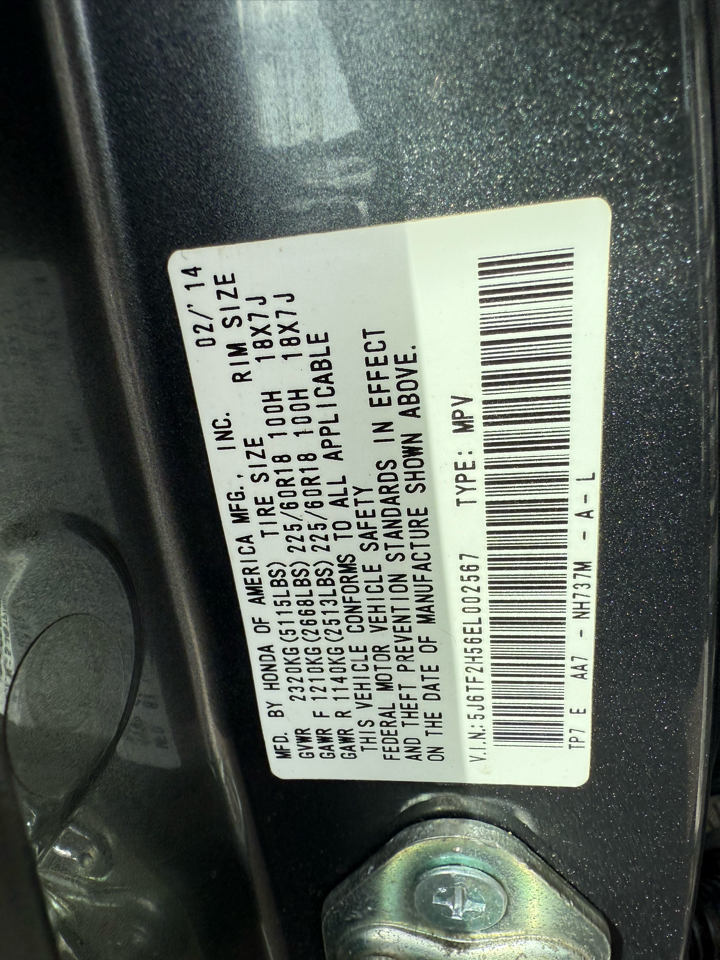 MFD. BY HONDA OF AMERICA MFG., INC. 02/'14
GVWR 2320KG(5115LBS) TIRE SIZE RIM SIZE
GAWR F 1210KG(2668LBS) 225/60R18 100H 18X7J
GAWR R 1140KG(2513LBS) 225/60R18 100H 18X7J
THIS VEHICLE CONFORMS TO ALL APPLICABLE
FEDERAL MOTOR VEHICLE SAFETY
AND THEFT PREVENTION STANDARDS IN EFFECT
ON THE DATE OF MANUFACTURE SHOWN ABOVE.
V.I.N.: 5J6TF2H56EL002567 TYPE: MPV
TP7 E AA7 - NH737M - A - L